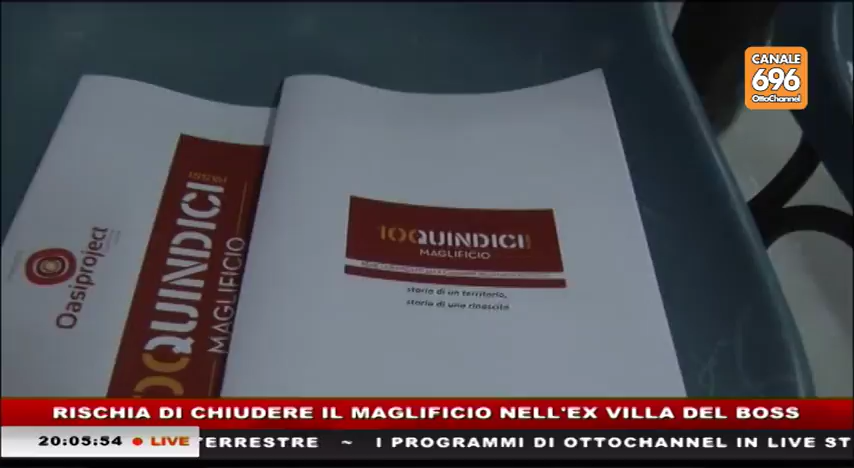 CANALE
696
OttoChannel
Oasiproject
100QUINDICI
MAGLIFICIO
100QUINDICI
MAGLIFICIO
storia di un territorio,
storia di una rinascita
RISCHIA DI CHIUDERE IL MAGLIFICIO NELL'EX VILLA DEL BOSS
20:05:54 ● LIVE TERRESTRE ~ I PROGRAMMI DI OTTOCHANNEL IN LIVE ST